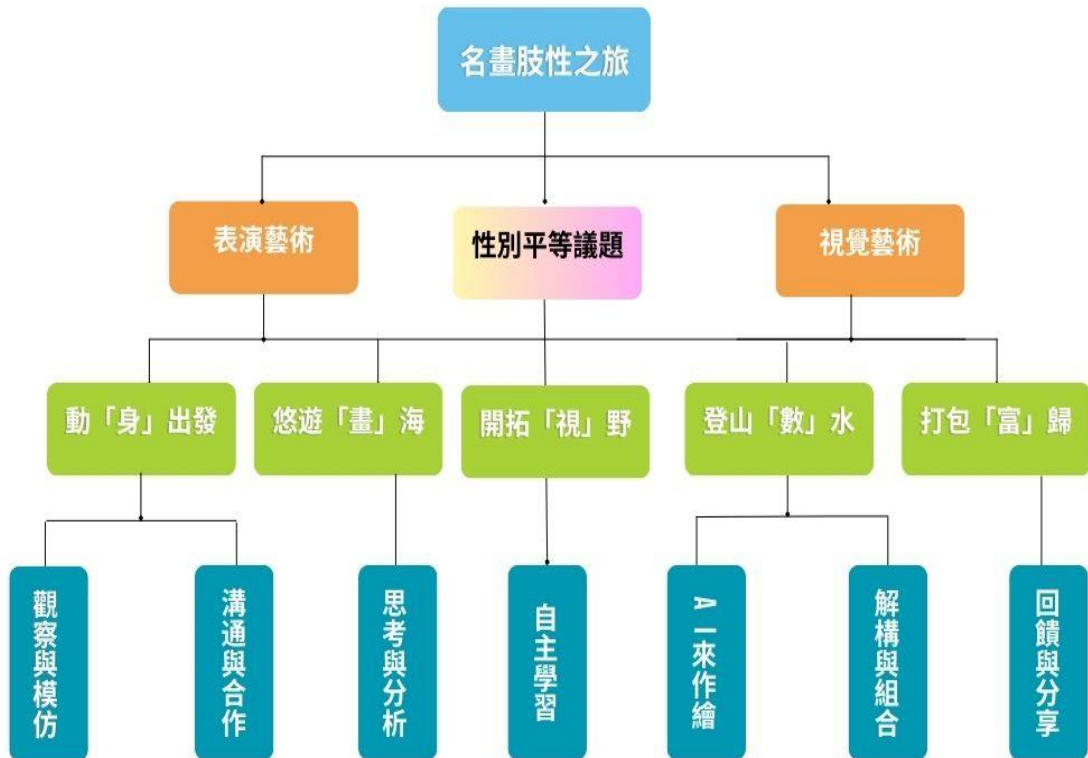 名畫肢性之旅
表演藝術
性別平等議題
視覺藝術
動「身」出發
悠遊「畫」海
開拓「視」野
登山「數」水
打包「富」歸
觀察與模仿
溝通與合作
思考與分析
自主學習
AI來作繪
解構與組合
回饋與分享